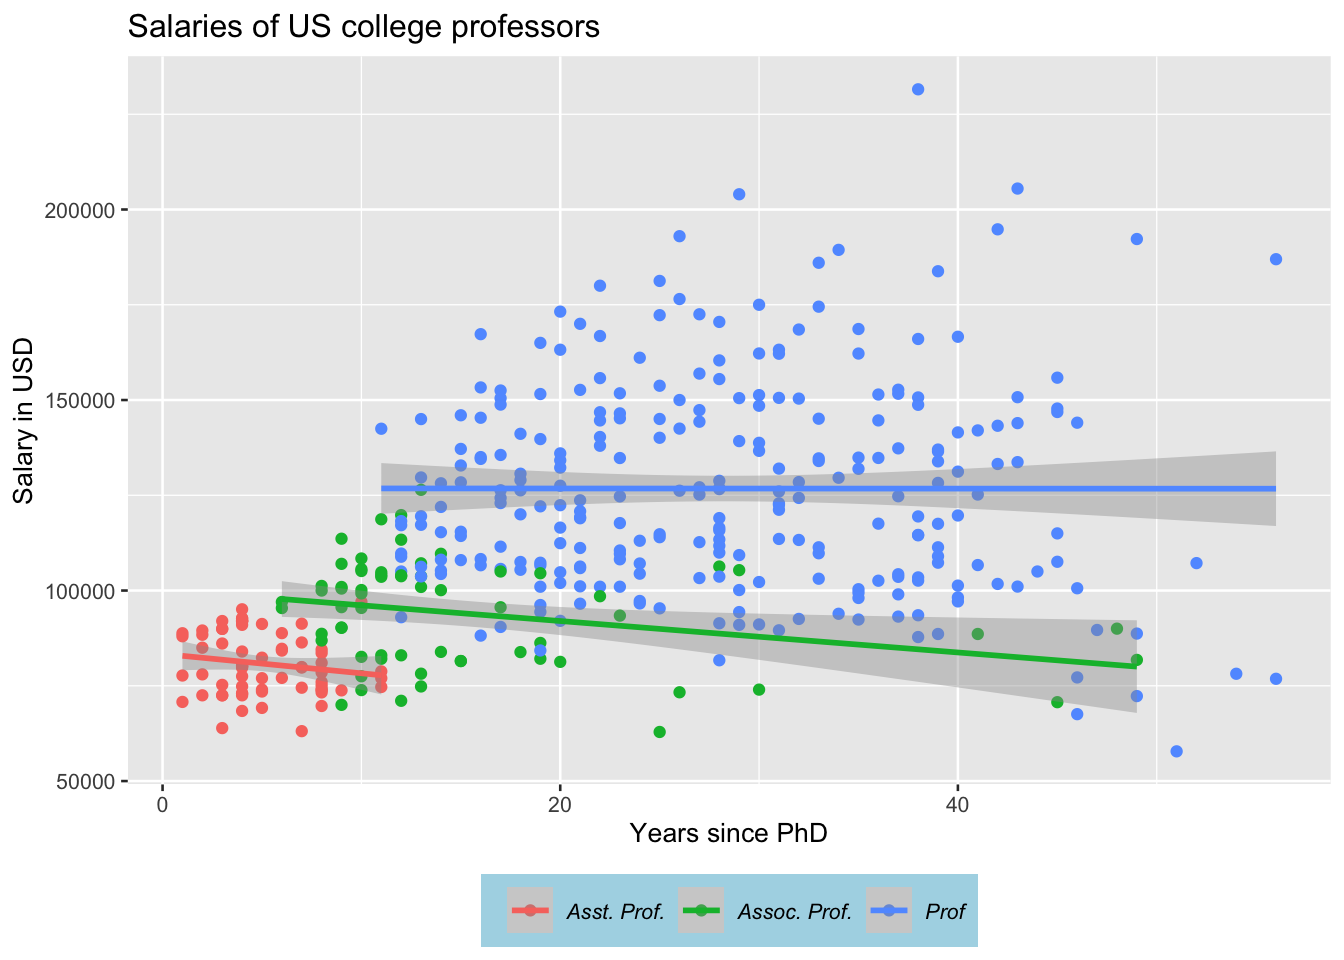 Salaries of US college professors
Salary in USD
200000
150000
100000
50000
0 20 40
Years since PhD
Asst. Prof. Assoc. Prof. Prof